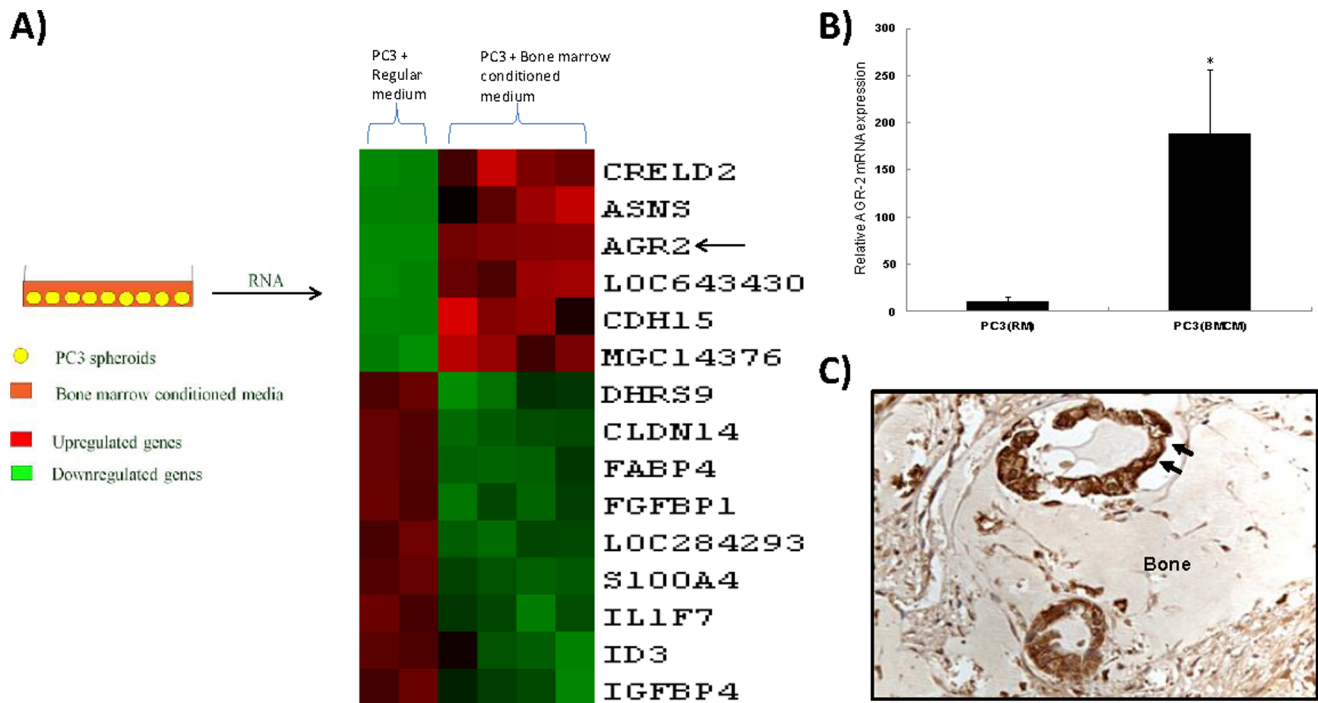 A)
PC3 +
Regular
medium
PC3 + Bone marrow
conditioned
medium
RNA
PC3 spheroids
Bone marrow conditioned media
Upregulated genes
Downregulated genes
CRELD2
ASNS
AGR2
LOC643430
CDH15
MGC14376
DHRS9
CLDN14
FABP4
FGFBP1
LOC284293
S100A4
IL1F7
ID3
IGFBP4
B)
Relative AGR-2 mRNA expression
300
250
200
150
100
50
0
*
PC3(RM)
PC3(BMCM)
C)
Bone